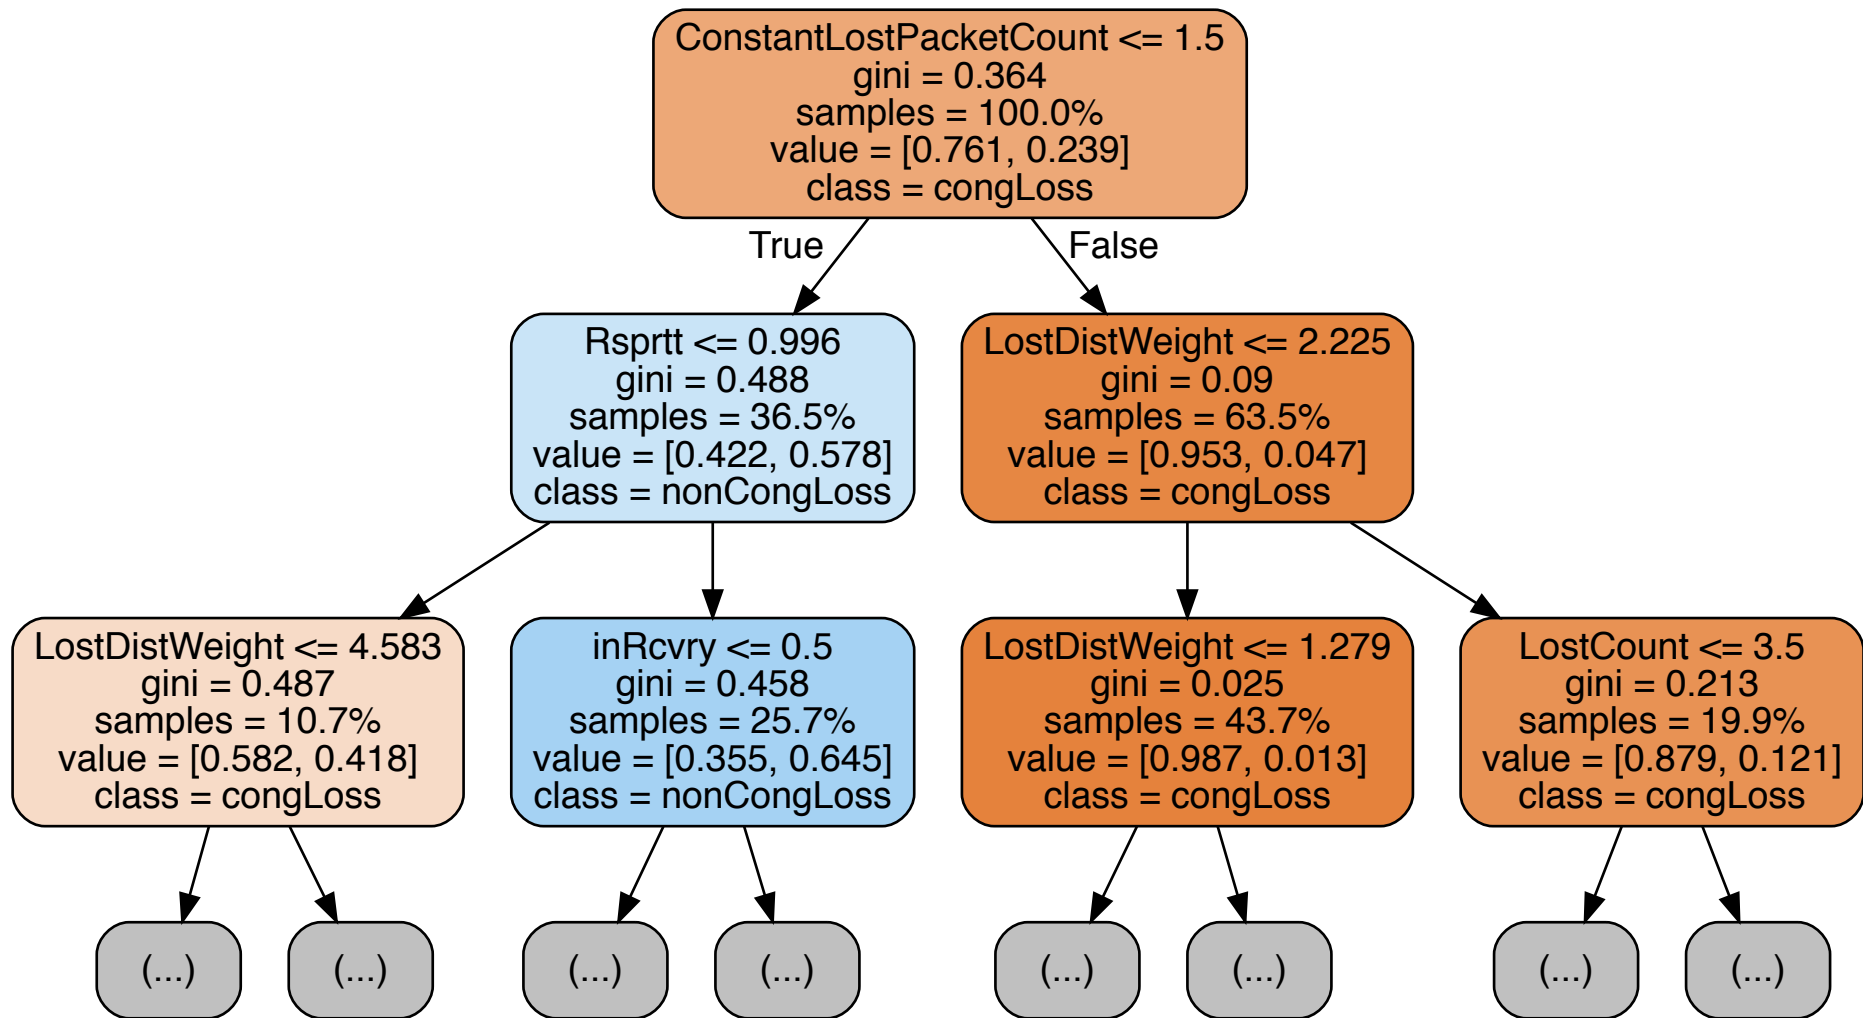 ConstantLostPacketCount <= 1.5
gini = 0.364
samples = 100.0%
value = [0.761, 0.239]
class = congLoss
True
False
Rsprtt <= 0.996
gini = 0.488
samples = 36.5%
value = [0.422, 0.578]
class = nonCongLoss
LostDistWeight <= 2.225
gini = 0.09
samples = 63.5%
value = [0.953, 0.047]
class = congLoss
LostDistWeight <= 4.583
gini = 0.487
samples = 10.7%
value = [0.582, 0.418]
class = congLoss
inRcvry <= 0.5
gini = 0.458
samples = 25.7%
value = [0.355, 0.645]
class = nonCongLoss
LostDistWeight <= 1.279
gini = 0.025
samples = 43.7%
value = [0.987, 0.013]
class = congLoss
LostCount <= 3.5
gini = 0.213
samples = 19.9%
value = [0.879, 0.121]
class = congLoss
(...)
(...)
(...)
(...)
(...)
(...)
(...)
(...)